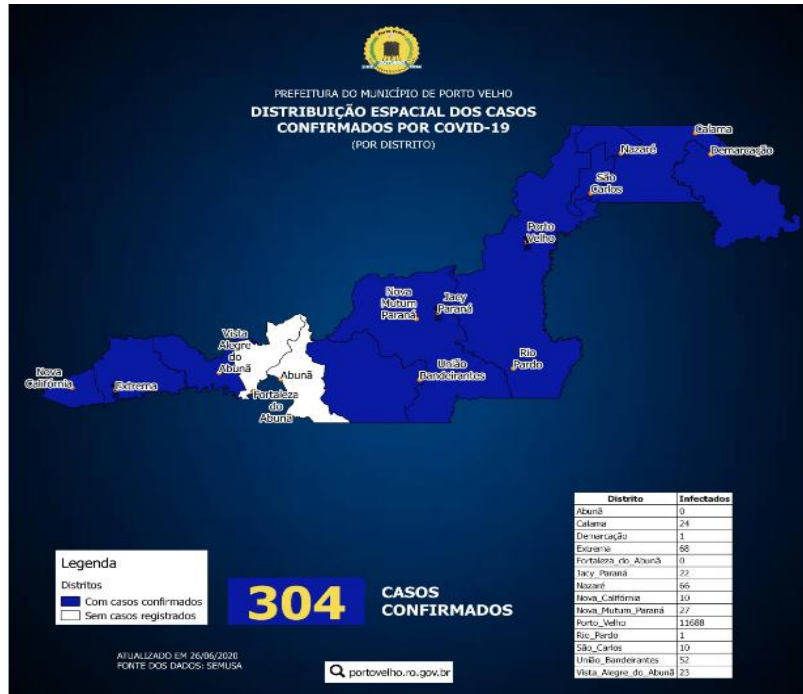 PREFEITURA DO MUNICÍPIO DE PORTO VELHO
DISTRIBUIÇÃO ESPACIAL DOS CASOS
CONFIRMADOS POR COVID-19
(POR DISTRITO)
Calama
Nazaré
Demarcação
São
Carlos
Porto
Velho
Nova
Mutum
Paraná
Jacy
Paraná
Vista
Alegre
do
Abunã
Rio
Pardo
União
Bandeirantes
Nova
Califórnia
Extrema
Abunã
Fortaleza
do
Abunã
Distrito Infectados
Abunã 0
Calama 24
Demarcação 1
Extrema 68
Fortaleza_do_Abunã 0
Jacy_Paraná 22
Nazaré 66
Nova_Califórnia 10
Nova_Mutum_Paraná 27
Porto_Velho 11688
Rio_Pardo 1
São_Carlos 10
União_Bandeirantes 52
Vista_Alegre_do_Abunã 23
Legenda
Distritos
Com casos confirmados
Sem casos registrados
304
CASOS
CONFIRMADOS
ATUALIZADO EM 26/06/2020
FONTE DOS DADOS: SEMUSA
portovelho.ro.gov.br